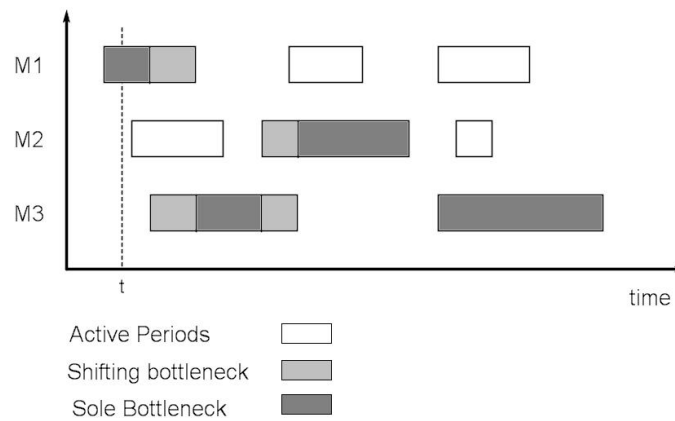 M1
M2
M3
t
time
Active Periods
Shifting bottleneck
Sole Bottleneck